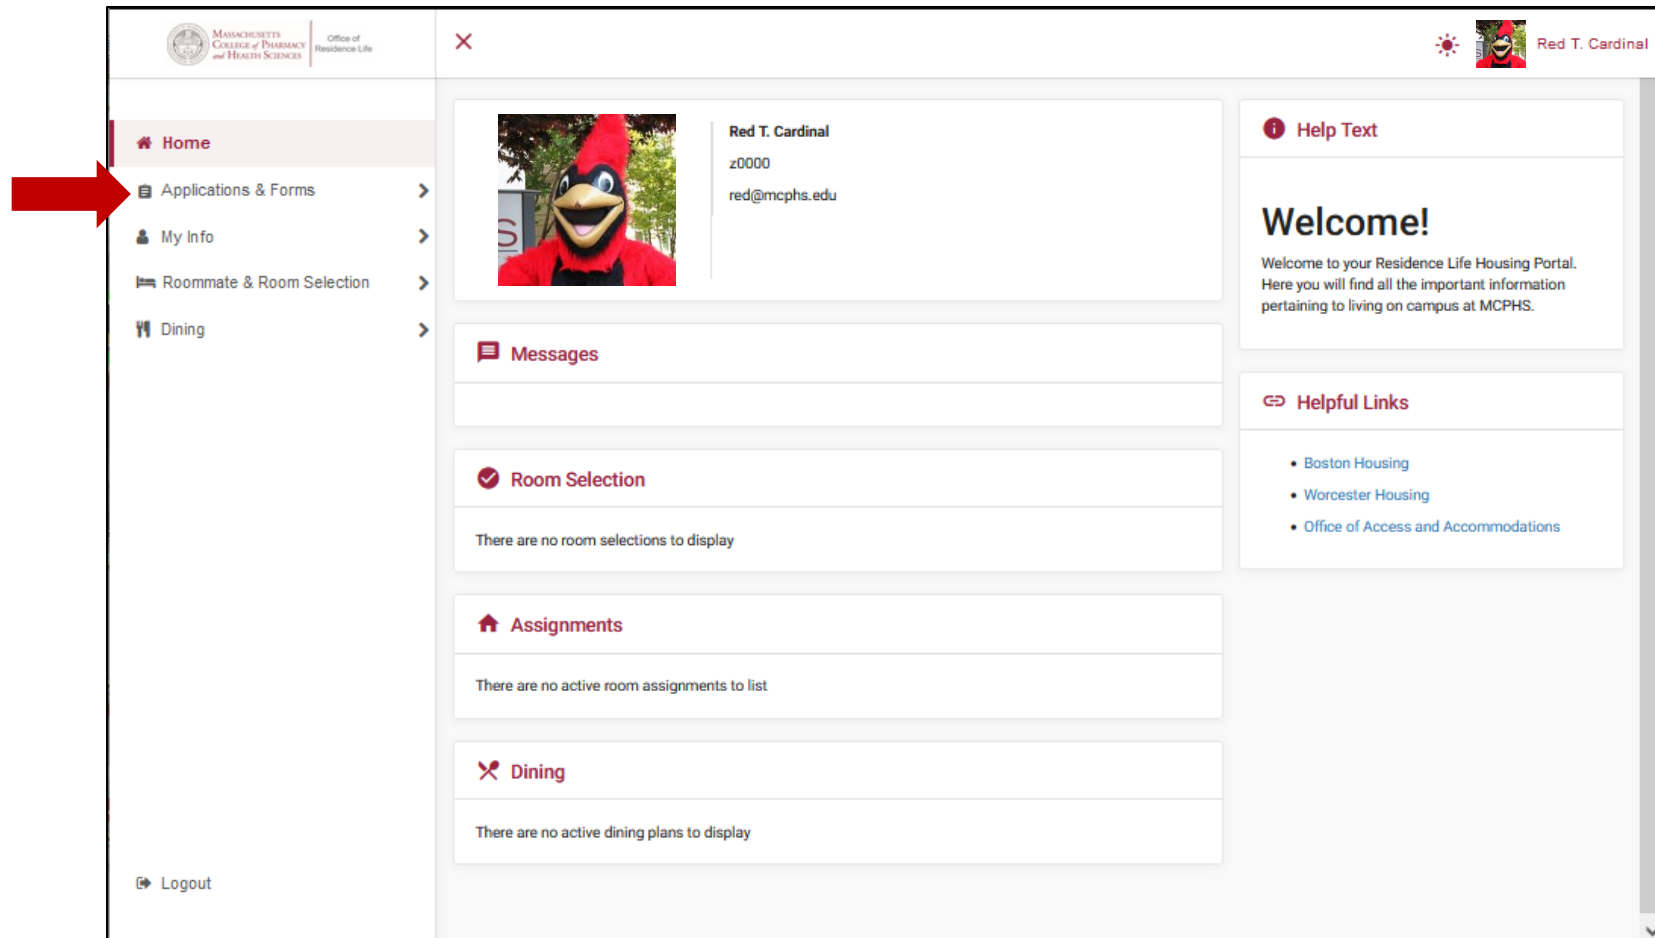 Massachusetts
College of Pharmacy
and Health Sciences
Office of
Residence Life
Red T. Cardinal
Home
Applications & Forms
My Info
Roommate & Room Selection
Dining
Logout
Red T. Cardinal
z0000
red@mcphs.edu
S
Messages
Room Selection
There are no room selections to display
Assignments
There are no active room assignments to list
Dining
There are no active dining plans to display
Help Text
Welcome!
Welcome to your Residence Life Housing Portal.
Here you will find all the important information
pertaining to living on campus at MCPHS.
Helpful Links
Boston Housing
Worcester Housing
Office of Access and Accommodations